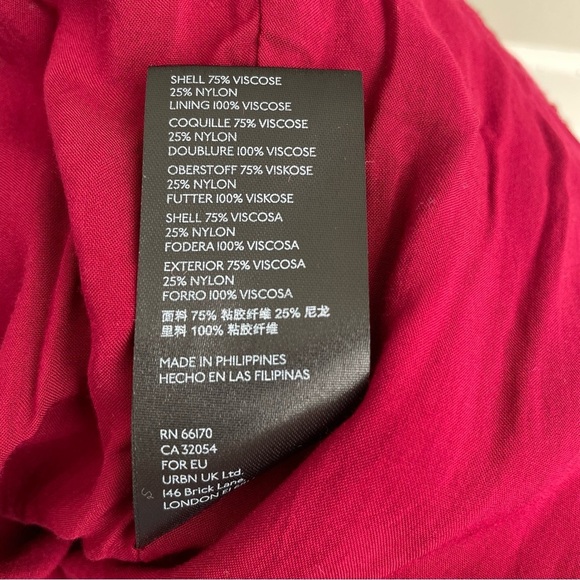 SHELL 75% VISCOSE
25% NYLON
LINING 100% VISCOSE
COQUILLE 75% VISCOSE
25% NYLON
DOUBLURE 100% VISCOSE
OBERSTOFF 75% VISKOSE
25% NYLON
FUTTER 100% VISKOSE
SHELL 75% VISCOSA
25% NYLON
FODERA 100% VISCOSA
EXTERIOR 75% VISCOSA
25% NYLON
FORRO 100% VISCOSA
面料 75% 粘胶纤维 25% 尼龙
里料 100% 粘胶纤维
MADE IN PHILIPPINES
HECHO EN LAS FILIPINAS
RN 66170
CA 32054
FOR EU
URBN UK Ltd.
146 Brick Lane,
LONDON